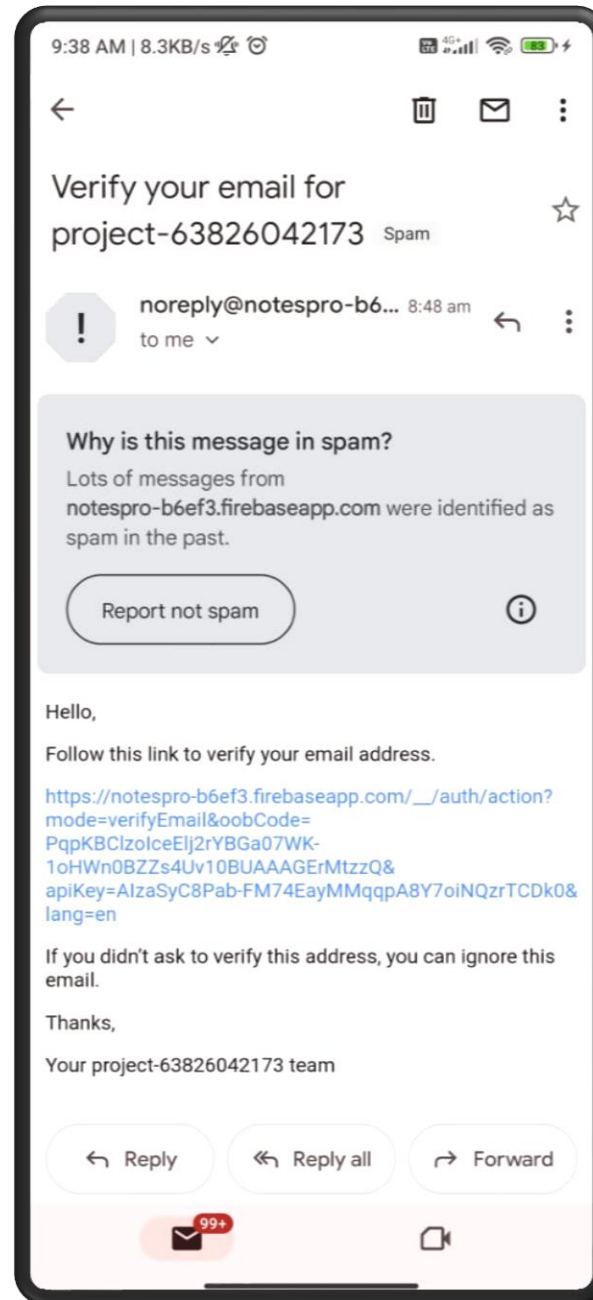 9:38 AM | 8.3KB/s 4G+ 83
Verify your email for
project-63826042173 Spam
! noreply@notespro-b6... 8:48 am
to me
Why is this message in spam?
Lots of messages from
notespro-b6ef3.firebaseapp.com were identified as
spam in the past.
Report not spam
Hello,
Follow this link to verify your email address.
https://notespro-b6ef3.firebaseapp.com/__/auth/action?
mode=verifyEmail&oobCode=
PqpKBClzolceElj2rYBGa07WK-
1oHWn0BZZs4Uv10BUAAAGErMtzzQ&
apiKey=AIzaSyC8Pab-FM74EayMMqqpA8Y7oiNQzrTCDk0&
lang=en
If you didn't ask to verify this address, you can ignore this
email.
Thanks,
Your project-63826042173 team
Reply Reply all Forward
99+